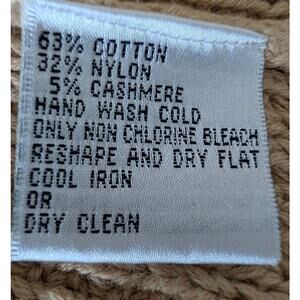 63% COTTON
32% NYLON
5% CASHMERE
HAND WASH COLD
ONLY NON CHLORINE BLEACH
RESHAPE AND DRY FLAT
COOL IRON
OR
DRY CLEAN